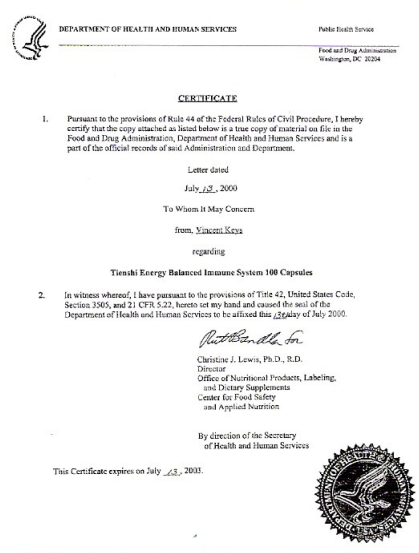 DEPARTMENT OF HEALTH AND HUMAN SERVICES
Public Health Service
Food and Drug Administration
Washington, DC 20204
CERTIFICATE
1. Pursuant to the provisions of Rule 44 of the Federal Rules of Civil Procedure, I hereby
certify that the copy attached as listed below is a true copy of material on file in the
Food and Drug Administration, Department of Health and Human Services and is a
part of the official records of said Administration and Department.
Letter dated
July 13, 2000
To Whom It May Concern
from, Vincent Keys
regarding
Tienshi Energy Balanced Immune System 100 Capsules
2. In witness whereof, I have pursuant to the provisions of Title 42, United States Code,
Section 3505, and 21 CFR 5.22, hereto set my hand and caused the seal of the
Department of Health and Human Services to be affixed this 13th day of July 2000.
for
Christine J. Lewis, Ph.D., R.D.
Director
Office of Nutritional Products, Labeling,
and Dietary Supplements
Center for Food Safety
and Applied Nutrition
By direction of the Secretary
of Health and Human Services
This Certificate expires on July 13, 2003.